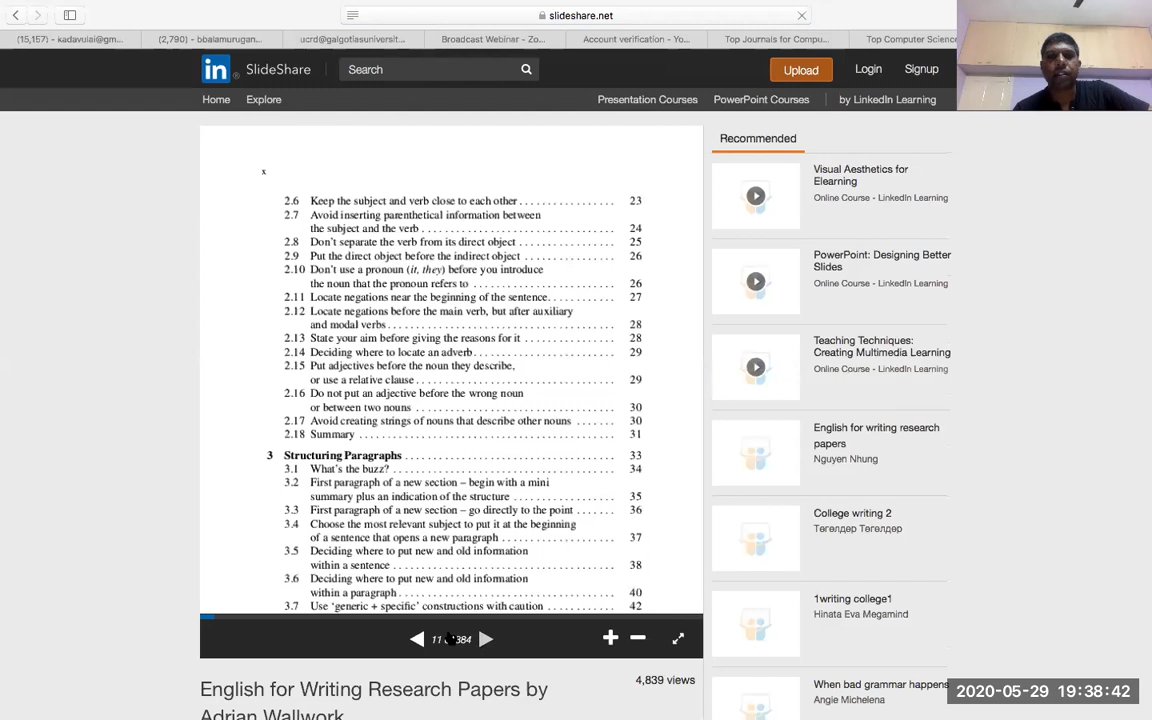 slideshare.net
(15,157) - kadavulai@gm...
(2,790) - bbalamurugan...
ucrd@galgotiasuniversit...
Broadcast Webinar - Zo...
Account verification - Yo...
Top Journals for Compu...
Top Computer Science
in SlideShare
Search
Upload
Login
Signup
Home
Explore
Presentation Courses
PowerPoint Courses
by LinkedIn Learning
x
2.6 Keep the subject and verb close to each other ................. 23
2.7 Avoid inserting parenthetical information between
the subject and the verb ................................... 24
2.8 Don't separate the verb from its direct object ................. 25
2.9 Put the direct object before the indirect object ................ 26
2.10 Don't use a pronoun (it, they) before you introduce
the noun that the pronoun refers to ......................... 26
2.11 Locate negations near the beginning of the sentence............ 27
2.12 Locate negations before the main verb, but after auxiliary
and modal verbs ......................................... 28
2.13 State your aim before giving the reasons for it ................ 28
2.14 Deciding where to locate an adverb ......................... 29
2.15 Put adjectives before the noun they describe,
or use a relative clause .................................... 29
2.16 Do not put an adjective before the wrong noun
or between two nouns .................................... 30
2.17 Avoid creating strings of nouns that describe other nouns ....... 30
2.18 Summary .............................................. 31
3 Structuring Paragraphs ...................................... 33
3.1 What's the buzz? ........................................ 34
3.2 First paragraph of a new section – begin with a mini
summary plus an indication of the structure ................... 35
3.3 First paragraph of a new section – go directly to the point ....... 36
3.4 Choose the most relevant subject to put it at the beginning
of a sentence that opens a new paragraph ..................... 37
3.5 Deciding where to put new and old information
within a sentence ........................................ 38
3.6 Deciding where to put new and old information
within a paragraph ....................................... 40
3.7 Use 'generic + specific' constructions with caution ............ 42
11 384
English for Writing Research Papers by
Adrian Wallwork
4,839 views
Recommended
Visual Aesthetics for
Elearning
Online Course - LinkedIn Learning
PowerPoint: Designing Better
Slides
Online Course - LinkedIn Learning
Teaching Techniques:
Creating Multimedia Learning
Online Course - LinkedIn Learning
English for writing research
papers
Nguyen Nhung
College writing 2
Төгөлдөр Төгөлдөр
1writing college1
Hinata Eva Megamind
When bad grammar happens
Angie Michelena
2020-05-29 19:38:42